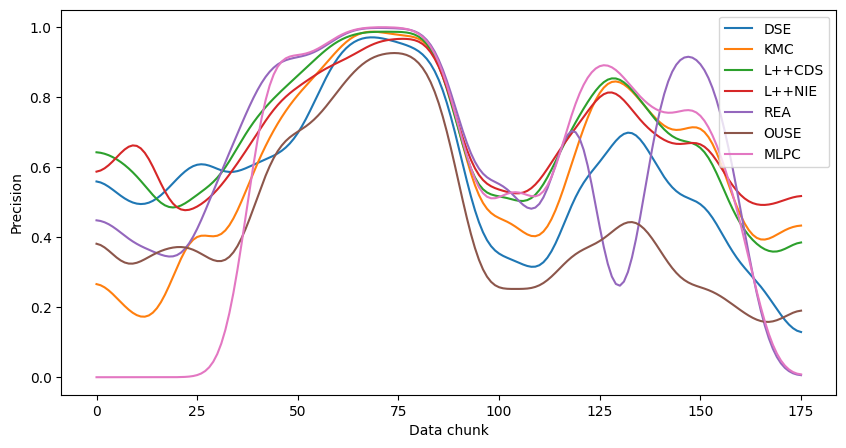 1.0
0.8
0.6
0.4
0.2
0.0
Precision
0
25
50
75
100
125
150
175
Data chunk
DSE
KMC
L++CDS
L++NIE
REA
OUSE
MLPC